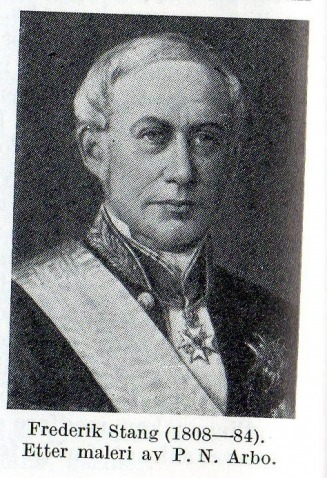 Frederik Stang (1808—84).
Etter maleri av P. N. Arbo.